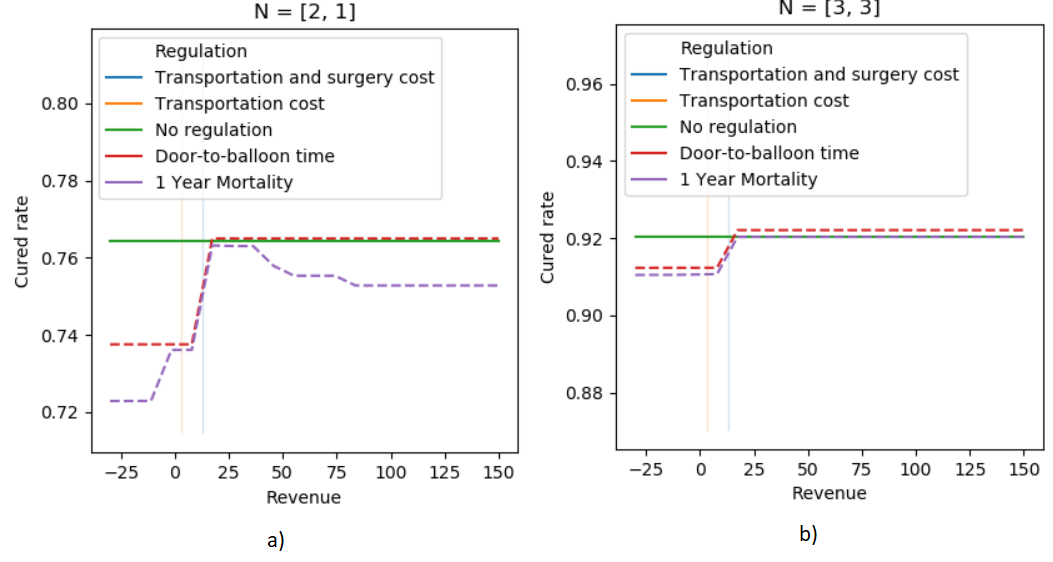 N = [2, 1]
Regulation
Transportation and surgery cost
Transportation cost
No regulation
Door-to-balloon time
1 Year Mortality
Cured rate
0.80
0.78
0.76
0.74
0.72
−25 0 25 50 75 100 125 150
Revenue
a)
N = [3, 3]
Regulation
Transportation and surgery cost
Transportation cost
No regulation
Door-to-balloon time
1 Year Mortality
Cured rate
0.96
0.94
0.92
0.90
0.88
−25 0 25 50 75 100 125 150
Revenue
b)